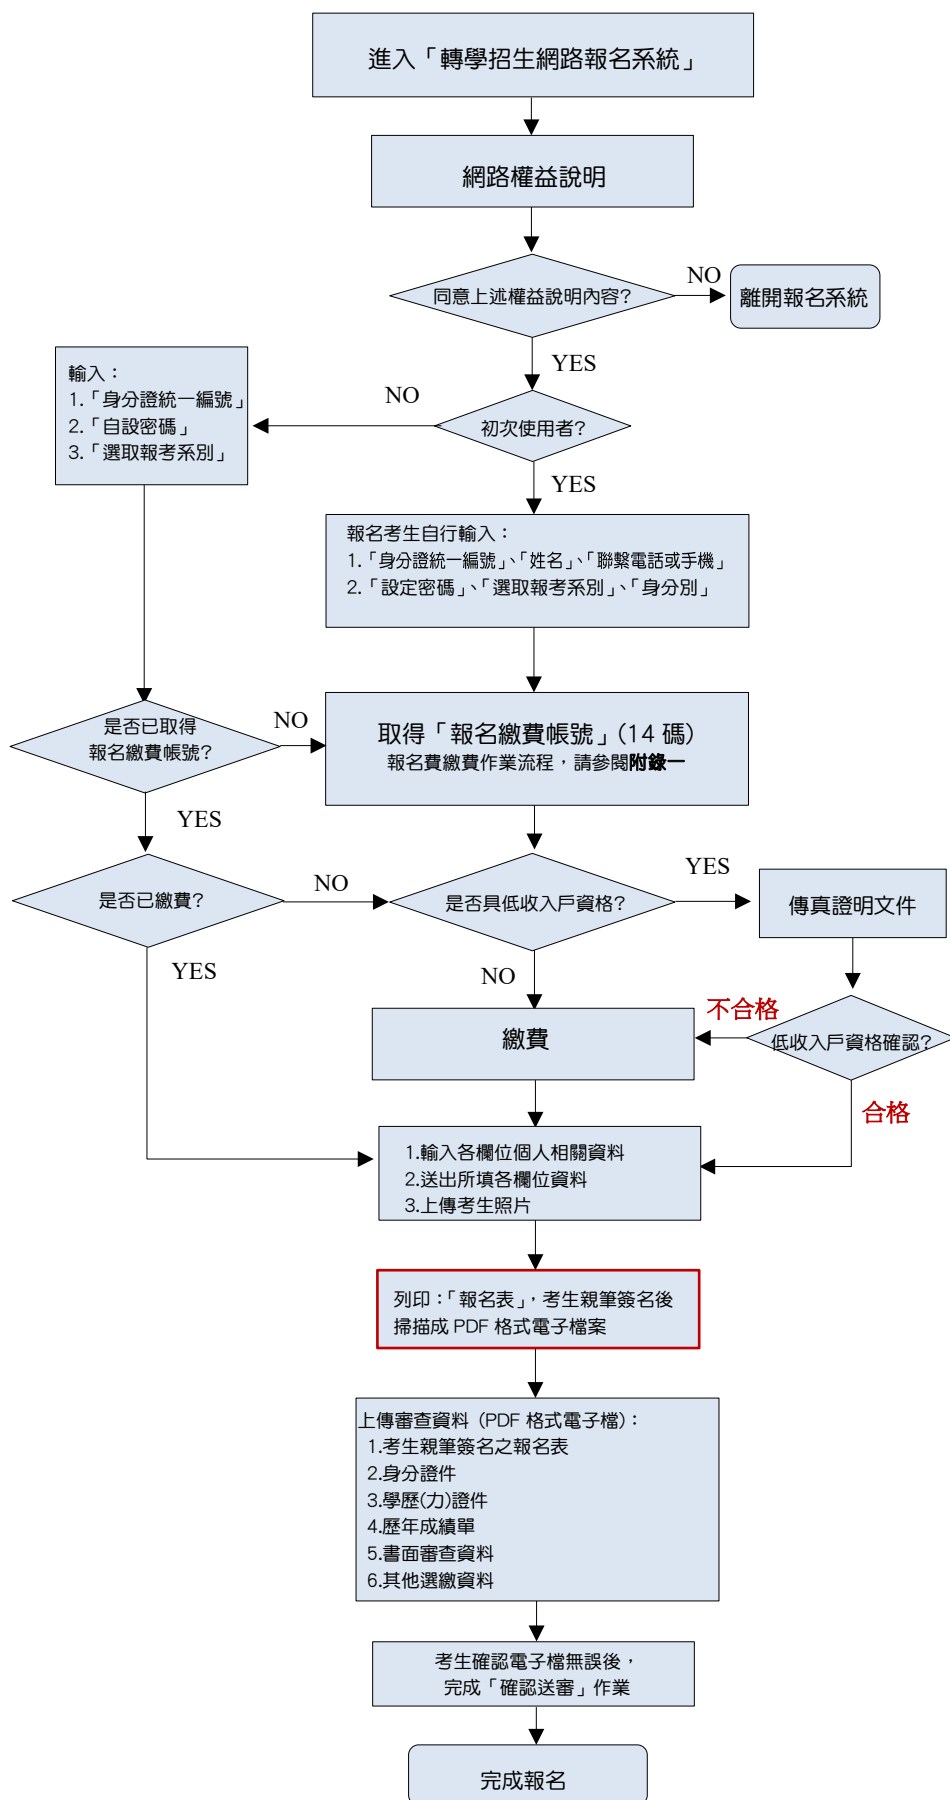 進入「轉學招生網路報名系統」
網路權益說明
同意上述權益說明內容?
NO
離開報名系統
YES
初次使用者?
NO
輸入：
1.「身分證統一編號」
2.「自設密碼」
3.「選取報考系別」
YES
報名考生自行輸入：
1.「身分證統一編號」、「姓名」、「聯繫電話或手機」
2.「設定密碼」、「選取報考系別」、「身分別」
是否已取得
報名繳費帳號?
NO
取得「報名繳費帳號」(14 碼)
報名費繳費作業流程，請參閱附錄一
YES
是否已繳費?
NO
是否具低收入戶資格?
YES
傳真證明文件
YES
NO
繳費
不合格
低收入戶資格確認?
合格
1.輸入各欄位個人相關資料
2.送出所填各欄位資料
3.上傳考生照片
列印：「報名表」，考生親筆簽名後
掃描成 PDF 格式電子檔案
上傳審查資料 (PDF 格式電子檔)：
1.考生親筆簽名之報名表
2.身分證件
3.學歷(力)證件
4.歷年成績單
5.書面審查資料
6.其他選繳資料
考生確認電子檔無誤後，
完成「確認送審」作業
完成報名